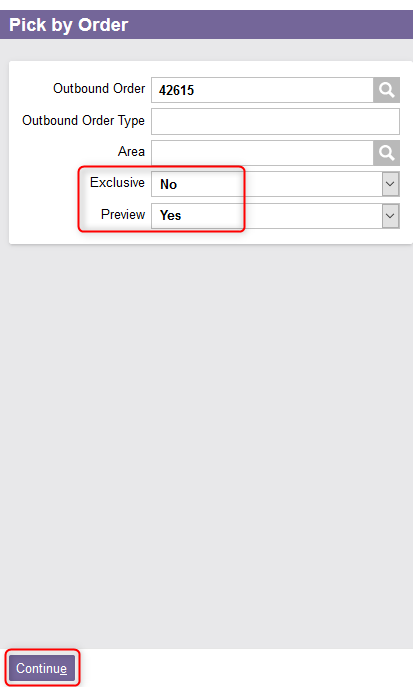 Pick by Order
Outbound Order 42615
Outbound Order Type
Area
Exclusive No
Preview Yes
Continue